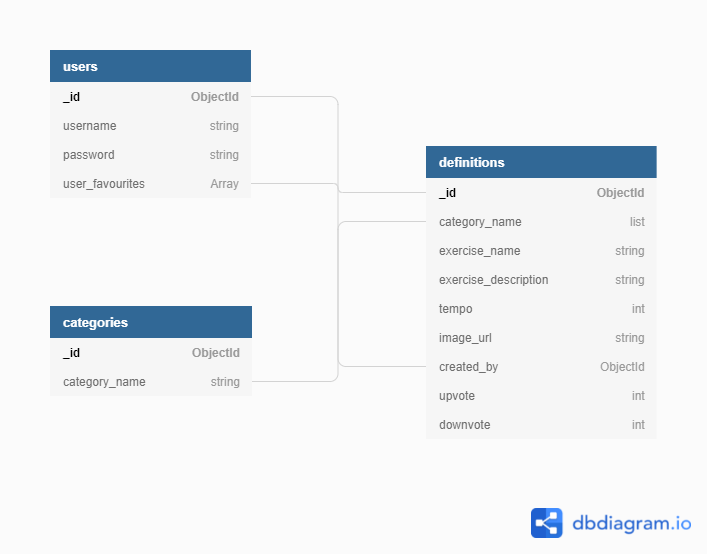 users
_id ObjectId
username string
password string
user_favourites Array
definitions
_id ObjectId
category_name list
exercise_name string
exercise_description string
tempo int
image_url string
created_by ObjectId
upvote int
downvote int
categories
_id ObjectId
category_name string
dbdiagram.io